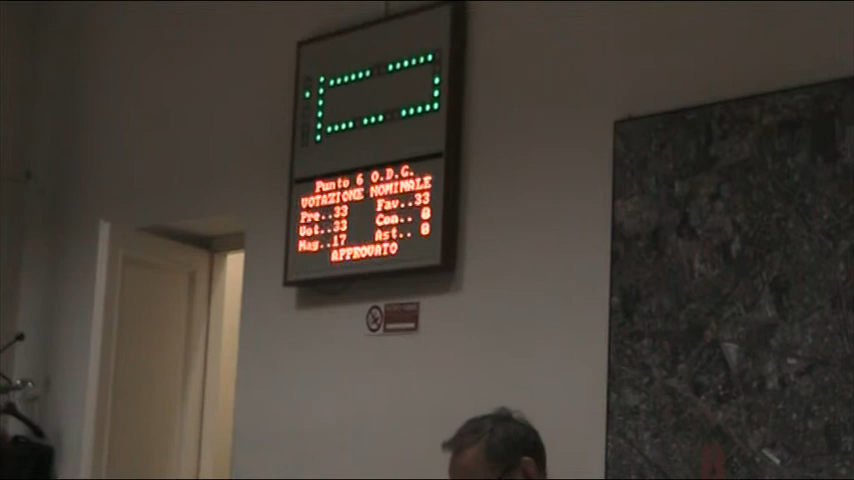 Punto 6 O.D.G.
VOTAZIONE NOMINALE
Pre..33 Fav..33
Vot..33 Con.. 0
Mag..17 Ast.. 0
APPROVATO